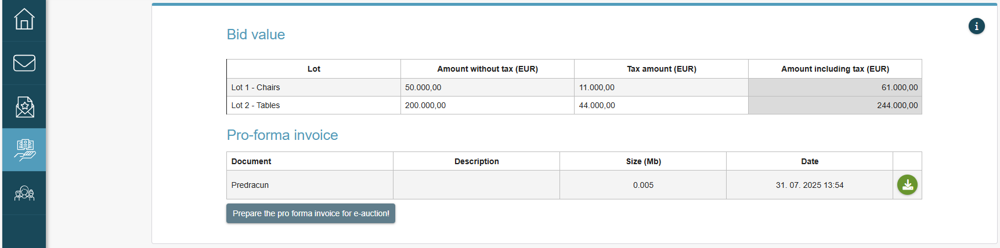 Bid value
Lot Amount without tax (EUR) Tax amount (EUR) Amount including tax (EUR)
Lot 1 - Chairs 50.000,00 11.000,00 61.000,00
Lot 2 - Tables 200.000,00 44.000,00 244.000,00
Pro-forma invoice
Document Description Size (Mb) Date
Predracun 0.005 31. 07. 2025 13:54
Prepare the pro forma invoice for e-auction!